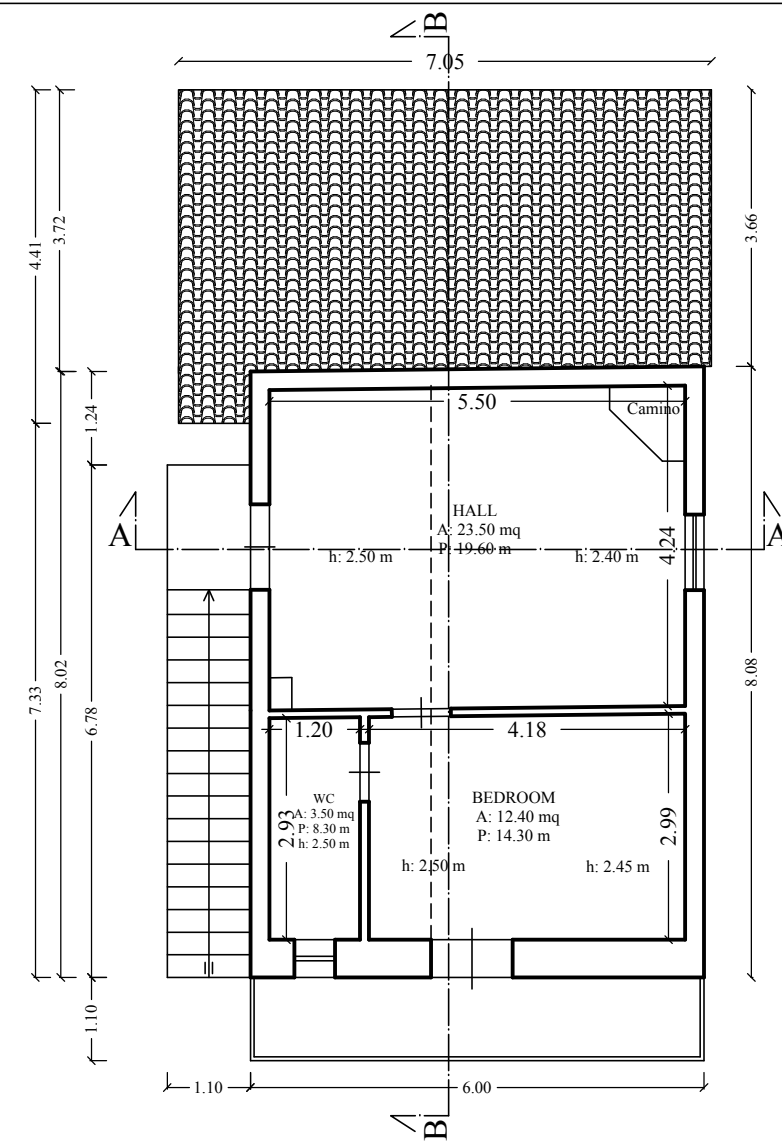 B
7.05
4.41
3.72
3.66
1.24
5.50
Camino
HALL
A: 23.50 mq
P: 19.60 m
A
A
h: 2.50 m
h: 2.40 m
4.24
7.33
8.02
6.78
8.08
1.20
4.18
WC
A: 3.50 mq
P: 8.30 m
h: 2.50 m
2.93
BEDROOM
A: 12.40 mq
P: 14.30 m
2.99
h: 2.50 m
h: 2.45 m
1.10
1.10
6.00
B